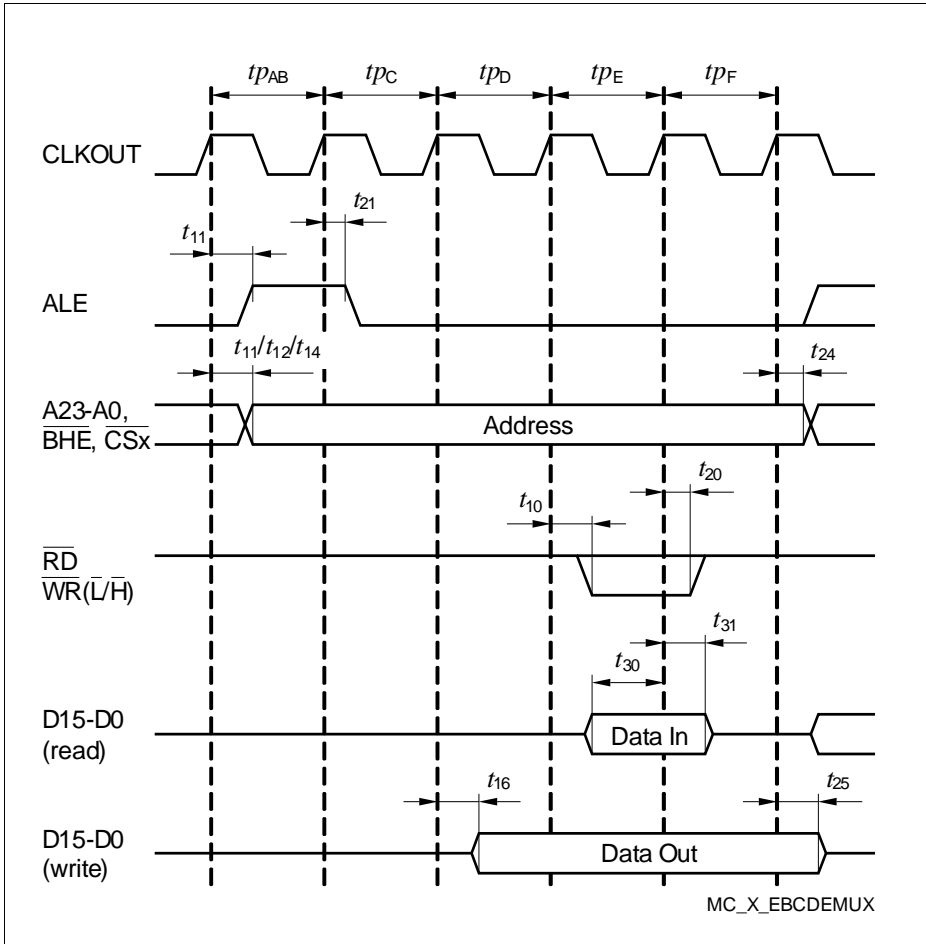 tpAB tpC tpD tpE tpF
CLKOUT
t21
t11
ALE
t11/t12/t14 t24
A23-A0,
BHE, CSx
Address
t20
t10
RD
WR(L/H)
t31
t30
D15-D0
(read)
Data In
t16 t25
D15-D0
(write)
Data Out
MC_X_EBCDEMUX